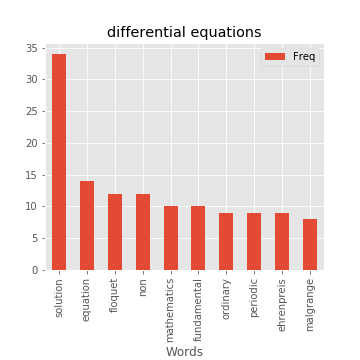 differential equations
Freq
35
30
25
20
15
10
5
0
solution
equation
floquet
non
mathematics
fundamental
ordinary
periodic
ehrenpreis
malgrange
Words